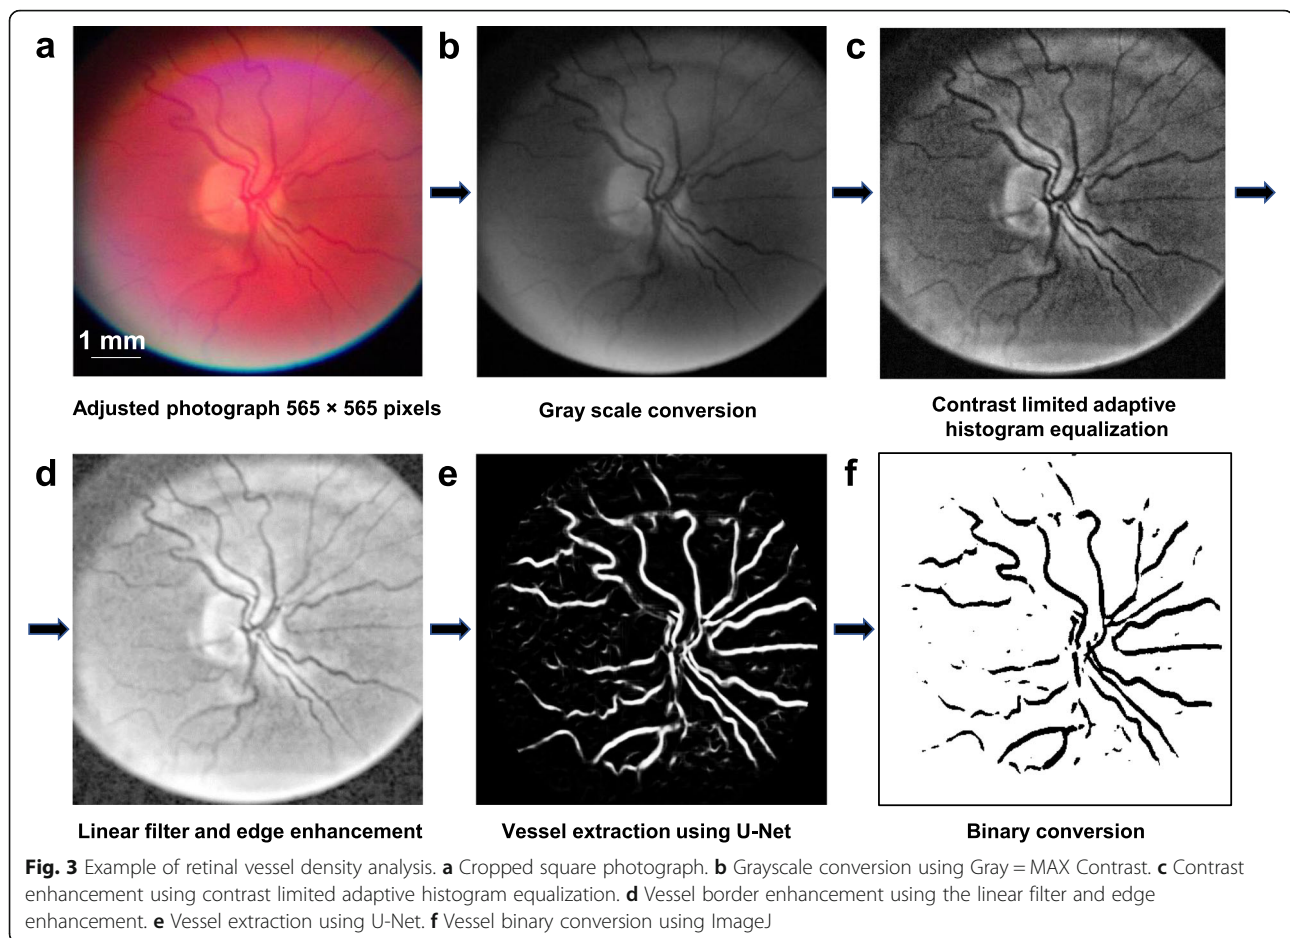 a
b
c
1 mm
Adjusted photograph 565 × 565 pixels
Gray scale conversion
Contrast limited adaptive
histogram equalization
d
e
f
Linear filter and edge enhancement
Vessel extraction using U-Net
Binary conversion
Fig. 3 Example of retinal vessel density analysis. a Cropped square photograph. b Grayscale conversion using Gray = MAX Contrast. c Contrast
enhancement using contrast limited adaptive histogram equalization. d Vessel border enhancement using the linear filter and edge
enhancement. e Vessel extraction using U-Net. f Vessel binary conversion using ImageJ